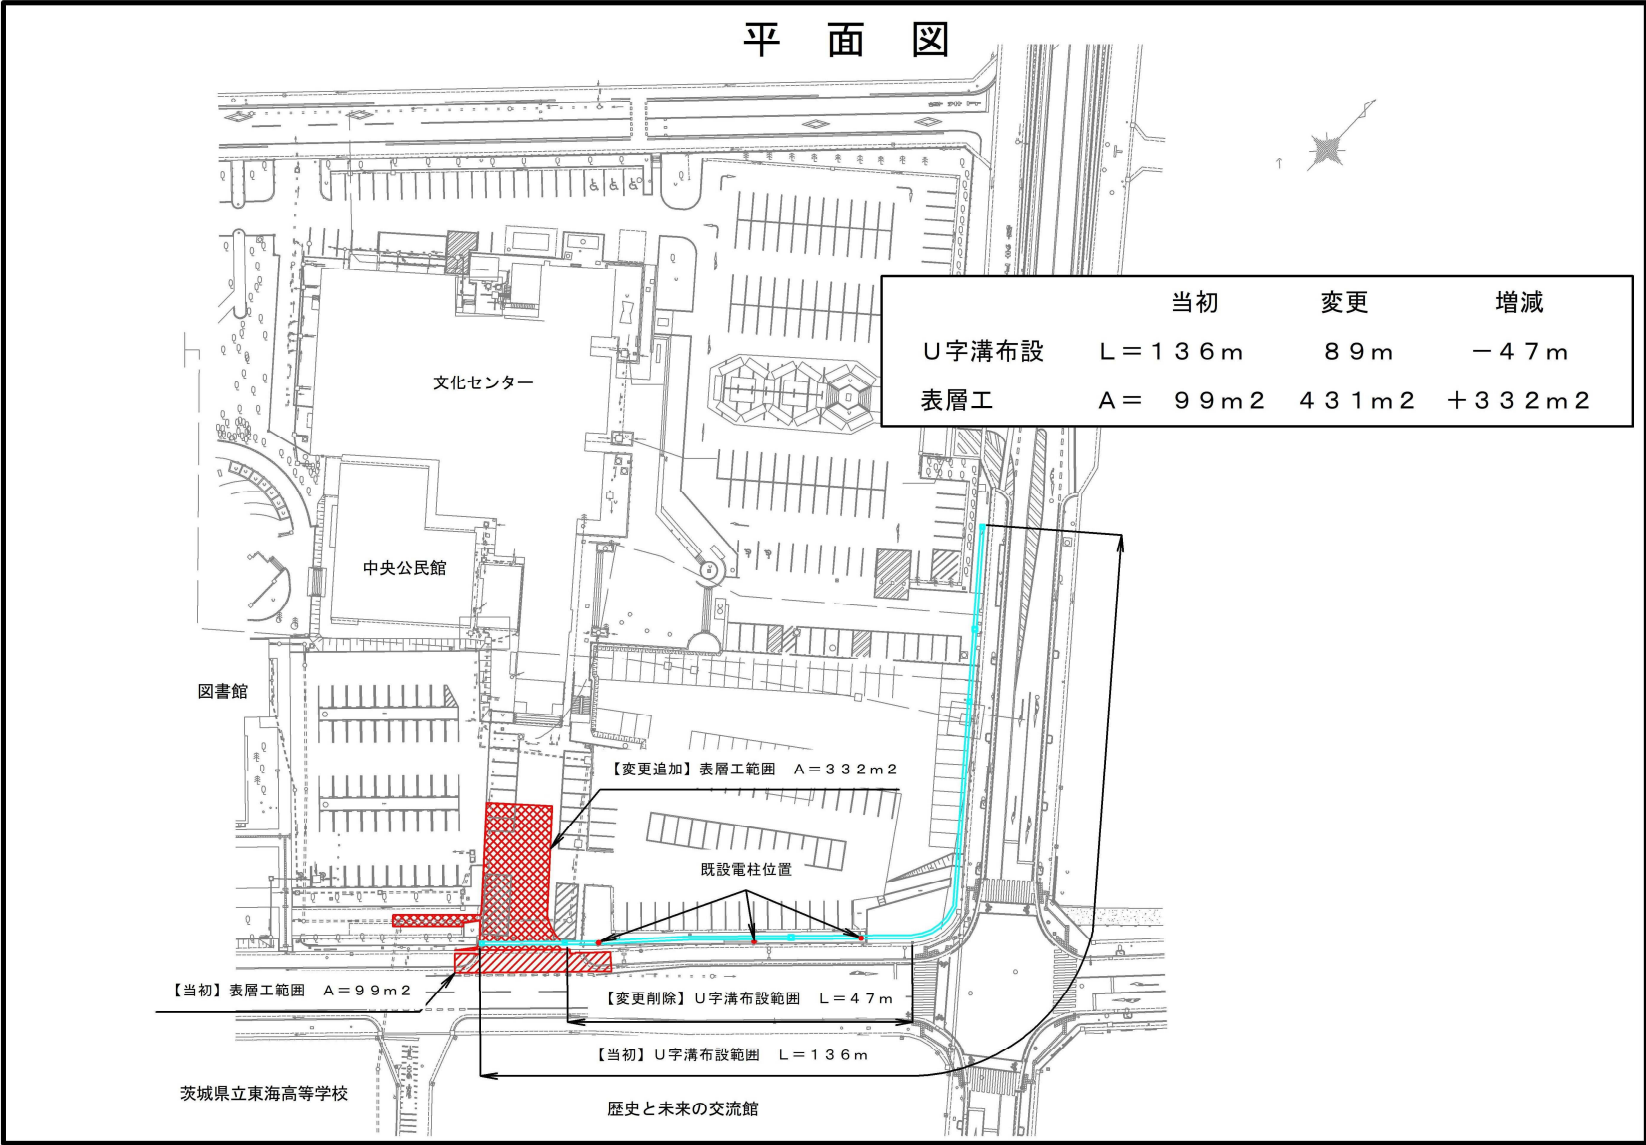 平面図
当初 変更 増減
U字溝布設 L=136m 89m -47m
表層工 A= 99m2 431m2 +332m2
文化センター
中央公民館
図書館
【変更追加】表層工範囲 A=332m2
既設電柱位置
【当初】表層工範囲 A=99m2
【変更削除】U字溝布設範囲 L=47m
【当初】U字溝布設範囲 L=136m
茨城県立東海高等学校
歴史と未来の交流館